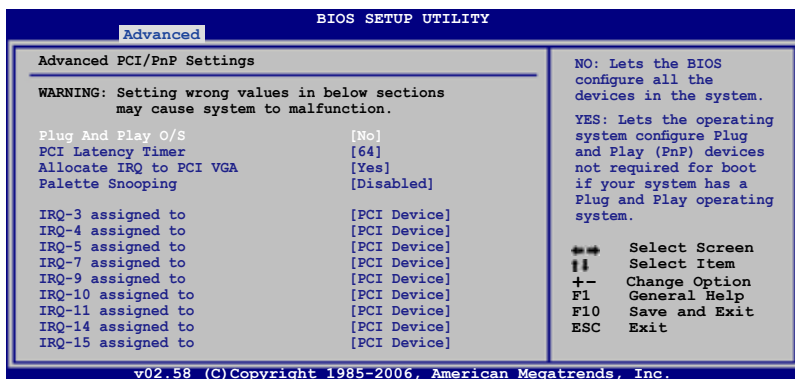 BIOS SETUP UTILITY
Advanced
Advanced PCI/PnP Settings
WARNING: Setting wrong values in below sections
may cause system to malfunction.
Plug And Play O/S [No]
PCI Latency Timer [64]
Allocate IRQ to PCI VGA [Yes]
Palette Snooping [Disabled]
IRQ-3 assigned to [PCI Device]
IRQ-4 assigned to [PCI Device]
IRQ-5 assigned to [PCI Device]
IRQ-7 assigned to [PCI Device]
IRQ-9 assigned to [PCI Device]
IRQ-10 assigned to [PCI Device]
IRQ-11 assigned to [PCI Device]
IRQ-14 assigned to [PCI Device]
IRQ-15 assigned to [PCI Device]
NO: Lets the BIOS
configure all the
devices in the system.
YES: Lets the operating
system configure Plug
and Play (PnP) devices
not required for boot
if your system has a
Plug and Play operating
system.
←→ Select Screen
↑↓ Select Item
+- Change Option
F1 General Help
F10 Save and Exit
ESC Exit
v02.58 (C)Copyright 1985-2006, American Megatrends, Inc.